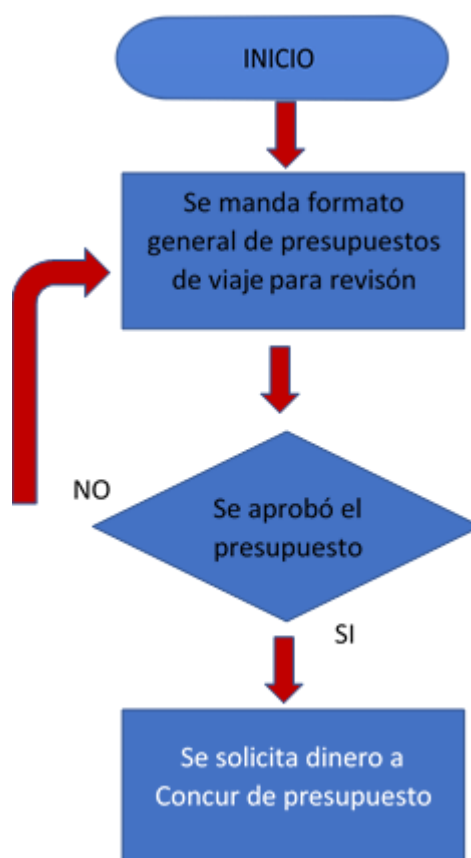 INICIO
Se manda formato
general de presupuestos
de viaje para revisón
NO
Se aprobó el
presupuesto
SI
Se solicita dinero a
Concur de presupuesto